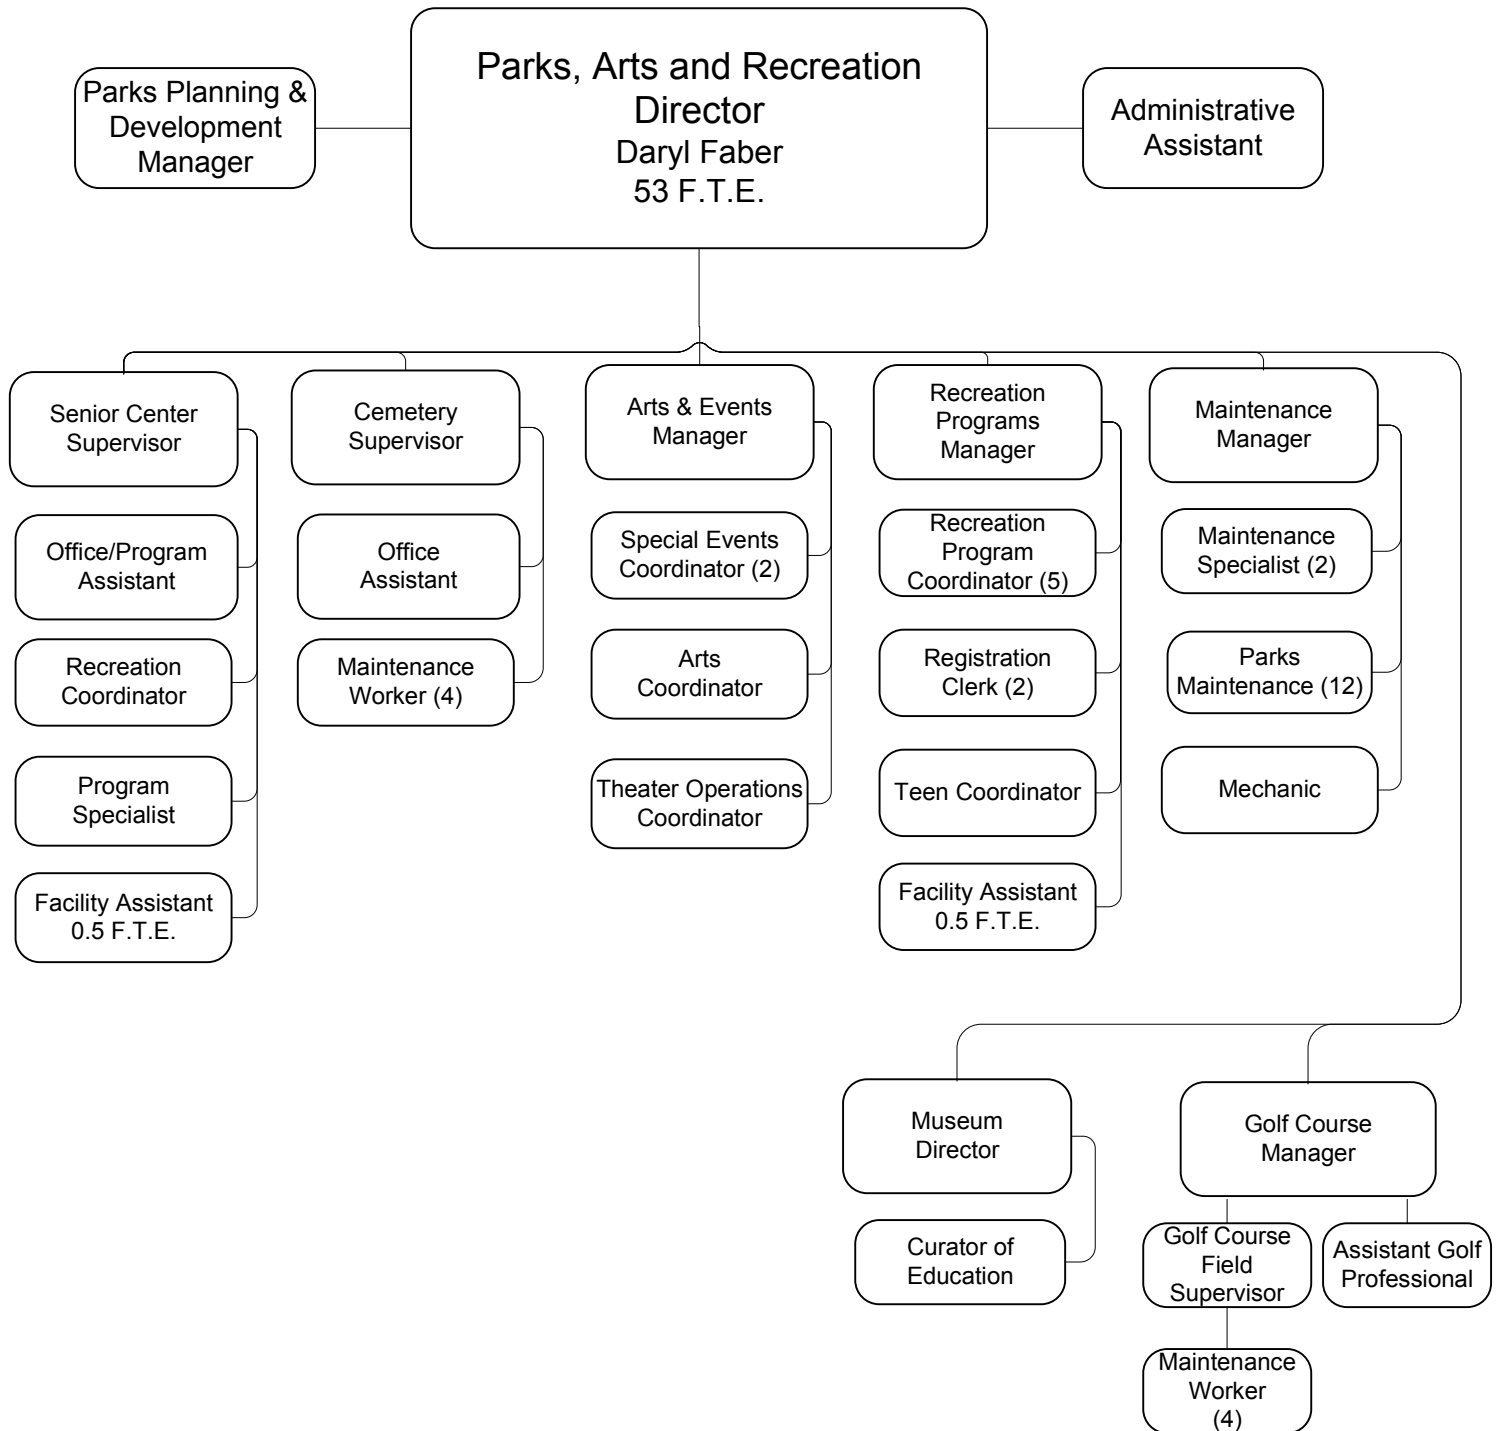 Parks, Arts and Recreation
Director
Daryl Faber
53 F.T.E.
Parks Planning &
Development
Manager
Administrative
Assistant
Senior Center
Supervisor
Office/Program
Assistant
Recreation
Coordinator
Program
Specialist
Facility Assistant
0.5 F.T.E.
Cemetery
Supervisor
Office
Assistant
Maintenance
Worker (4)
Arts & Events
Manager
Special Events
Coordinator (2)
Arts
Coordinator
Theater Operations
Coordinator
Recreation
Programs
Manager
Recreation
Program
Coordinator (5)
Registration
Clerk (2)
Teen Coordinator
Facility Assistant
0.5 F.T.E.
Maintenance
Manager
Maintenance
Specialist (2)
Parks
Maintenance (12)
Mechanic
Museum
Director
Curator of
Education
Golf Course
Manager
Golf Course
Field
Supervisor
Assistant Golf
Professional
Maintenance
Worker
(4)